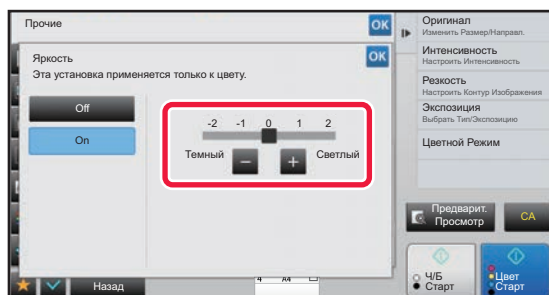 Прочие
OK
Яркость
OK
Эта установка применяется только к цвету.
Off
On
-2 -1 0 1 2
Темный
−
+
Светлый
Назад
Оригинал
Изменить Размер/Направл.
Интенсивность
Настроить Интенсивность
Резкость
Настроить Контур Изображения
Экспозиция
Выбрать Тип/Экспозицию
Цветной Режим
Предварит.
Просмотр
CA
Ч/Б
Старт
Цвет
Старт